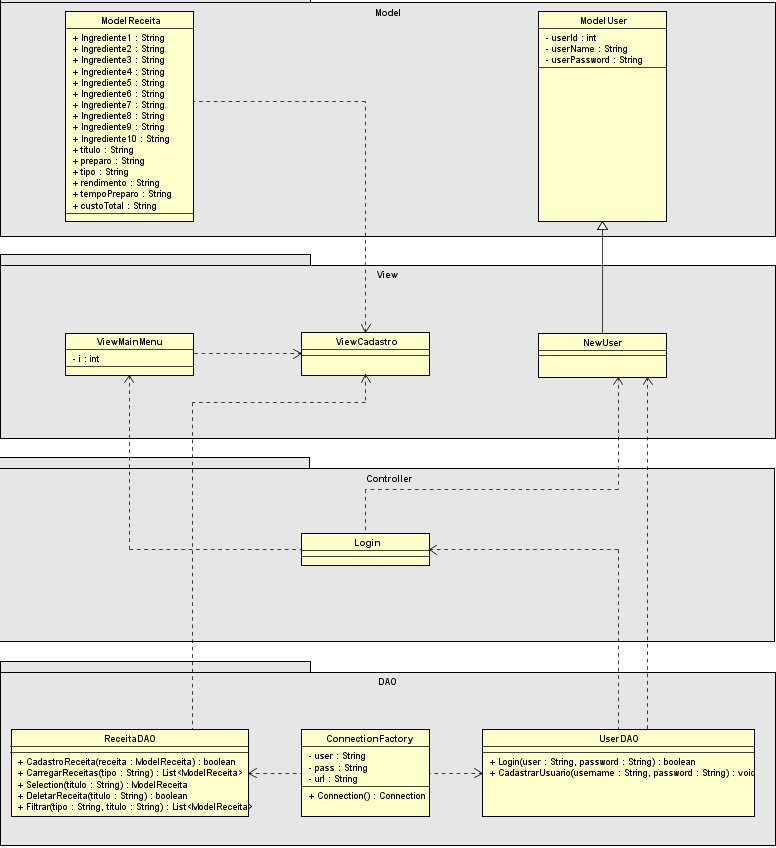 Model
ModelReceita
+ Ingrediente1 : String
+ Ingrediente2 : String
+ Ingrediente3 : String
+ Ingrediente4 : String
+ Ingrediente5 : String
+ Ingrediente6 : String
+ Ingrediente7 : String
+ Ingrediente8 : String
+ Ingrediente9 : String
+ Ingrediente10 : String
+ titulo : String
+ preparo : String
+ tipo : String
+ rendimento : String
+ tempoPreparo : String
+ custoTotal : String
ModelUser
- userId : int
- userName : String
- userPassword : String
View
ViewMainMenu
- i : int
ViewCadastro
NewUser
Controller
Login
DAO
ReceitaDAO
+ CadastroReceita(receita : ModelReceita) : boolean
+ CarregarReceitas(tipo : String) : List<ModelReceita>
+ Selection(titulo : String) : ModelReceita
+ DeletarReceita(titulo : String) : boolean
+ Filtrar(tipo : String, titulo : String) : List<ModelReceita>
ConnectionFactory
- user : String
- pass : String
- url : String
+ Connection() : Connection
UserDAO
+ Login(user : String, password : String) : boolean
+ CadastrarUsuario(username : String, password : String) : void